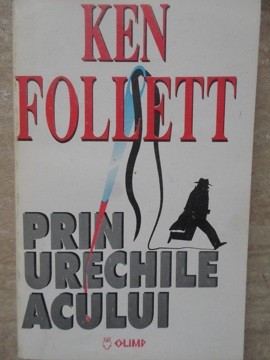 KEN
FOLLETT
PRIN
URECHILE
ACULUI
OLIMP